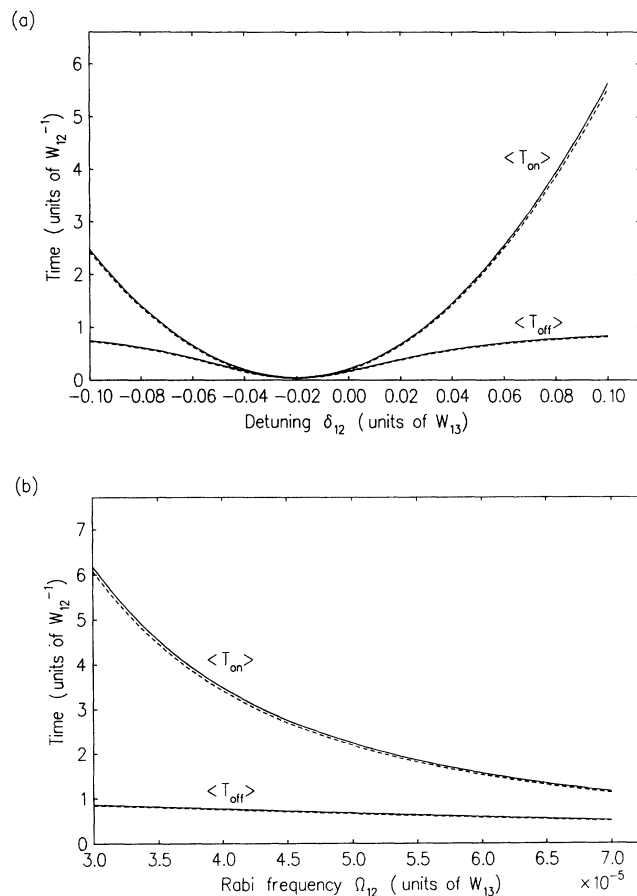 (a)
6
5
4
3
2
1
0
Time (units of W₁₂⁻¹)
<T_on>
<T_off>
-0.10 -0.08 -0.06 -0.04 -0.02 0.00 0.02 0.04 0.06 0.08 0.10
Detuning δ₁₂ (units of W₁₃)
(b)
7
6
5
4
3
2
1
0
Time (units of W₁₂⁻¹)
<T_on>
<T_off>
3.0 3.5 4.0 4.5 5.0 5.5 6.0 6.5 7.0
Rabi frequency Ω₁₂ (units of W₁₃) ×10⁻⁵